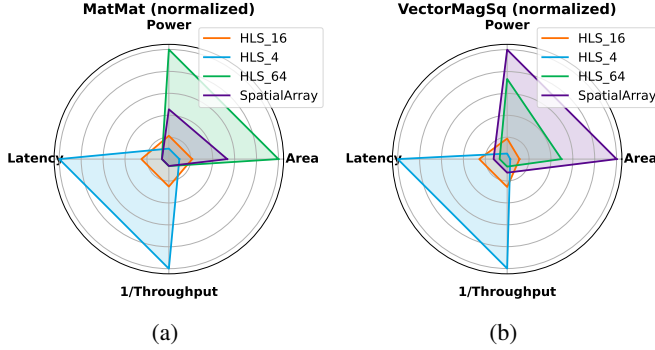 MatMat (normalized)
Power
HLS_16
HLS_4
HLS_64
SpatialArray
Latency
Area
1/Throughput
(a)
VectorMagSq (normalized)
Power
HLS_16
HLS_4
HLS_64
SpatialArray
Latency
Area
1/Throughput
(b)